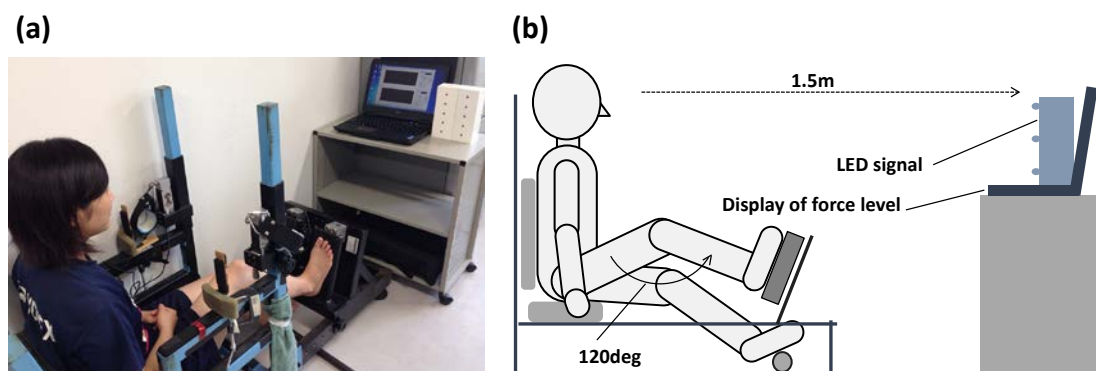 (a)
(b)
1.5m
LED signal
Display of force level
120deg